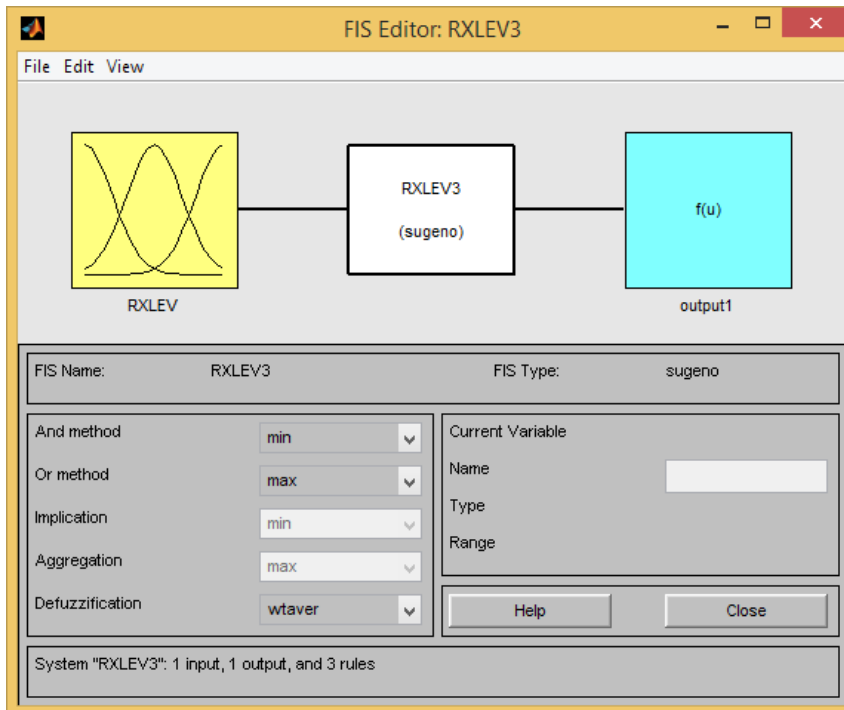 FIS Editor: RXLEV3
File Edit View
RXLEV3
(sugeno)
f(u)
RXLEV
output1
FIS Name: RXLEV3 FIS Type: sugeno
And method min
Or method max
Implication min
Aggregation max
Defuzzification wtaver
Current Variable
Name
Type
Range
Help Close
System "RXLEV3": 1 input, 1 output, and 3 rules